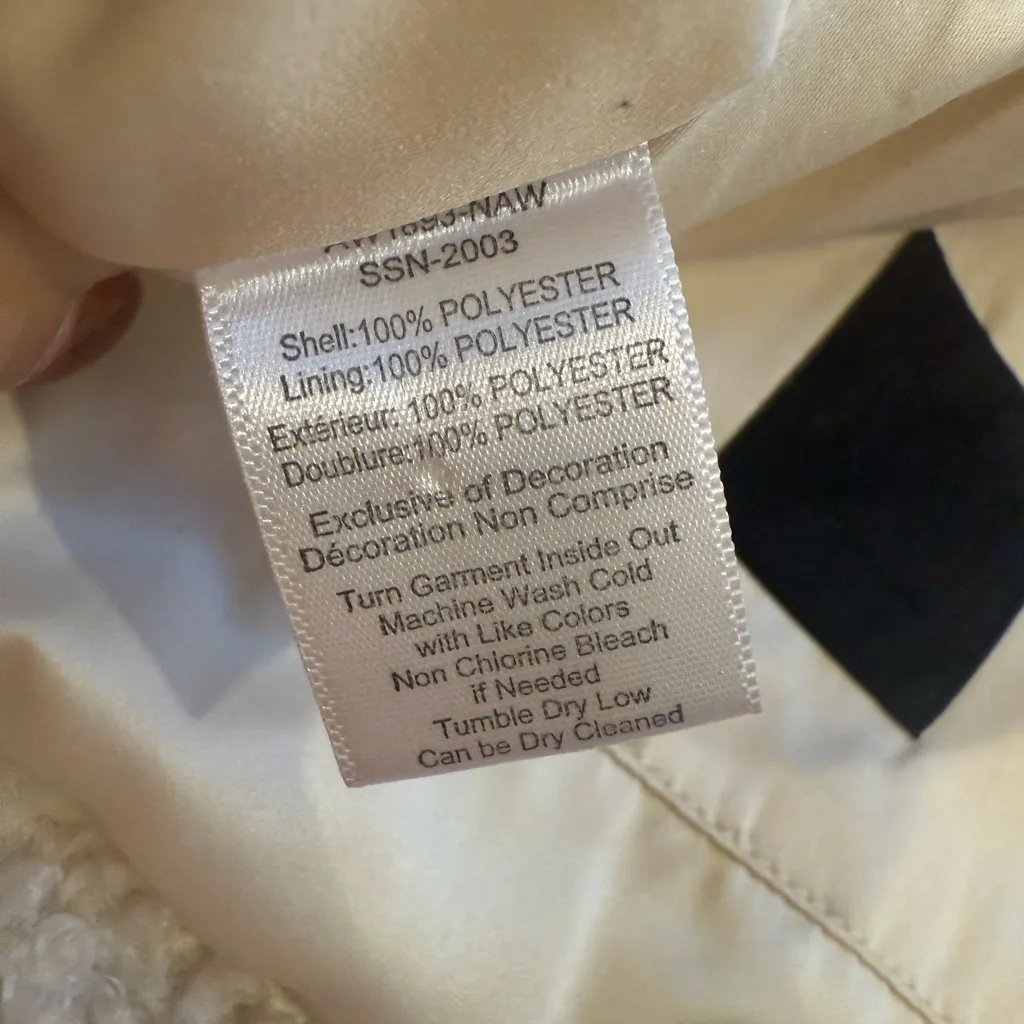 AW1693-NAW
SSN-2003
Shell:100% POLYESTER
Lining:100% POLYESTER
Extérieur: 100% POLYESTER
Doublure:100% POLYESTER
Exclusive of Decoration
Décoration Non Comprise
Turn Garment Inside Out
Machine Wash Cold
with Like Colors
Non Chlorine Bleach
if Needed
Tumble Dry Low
Can be Dry Cleaned